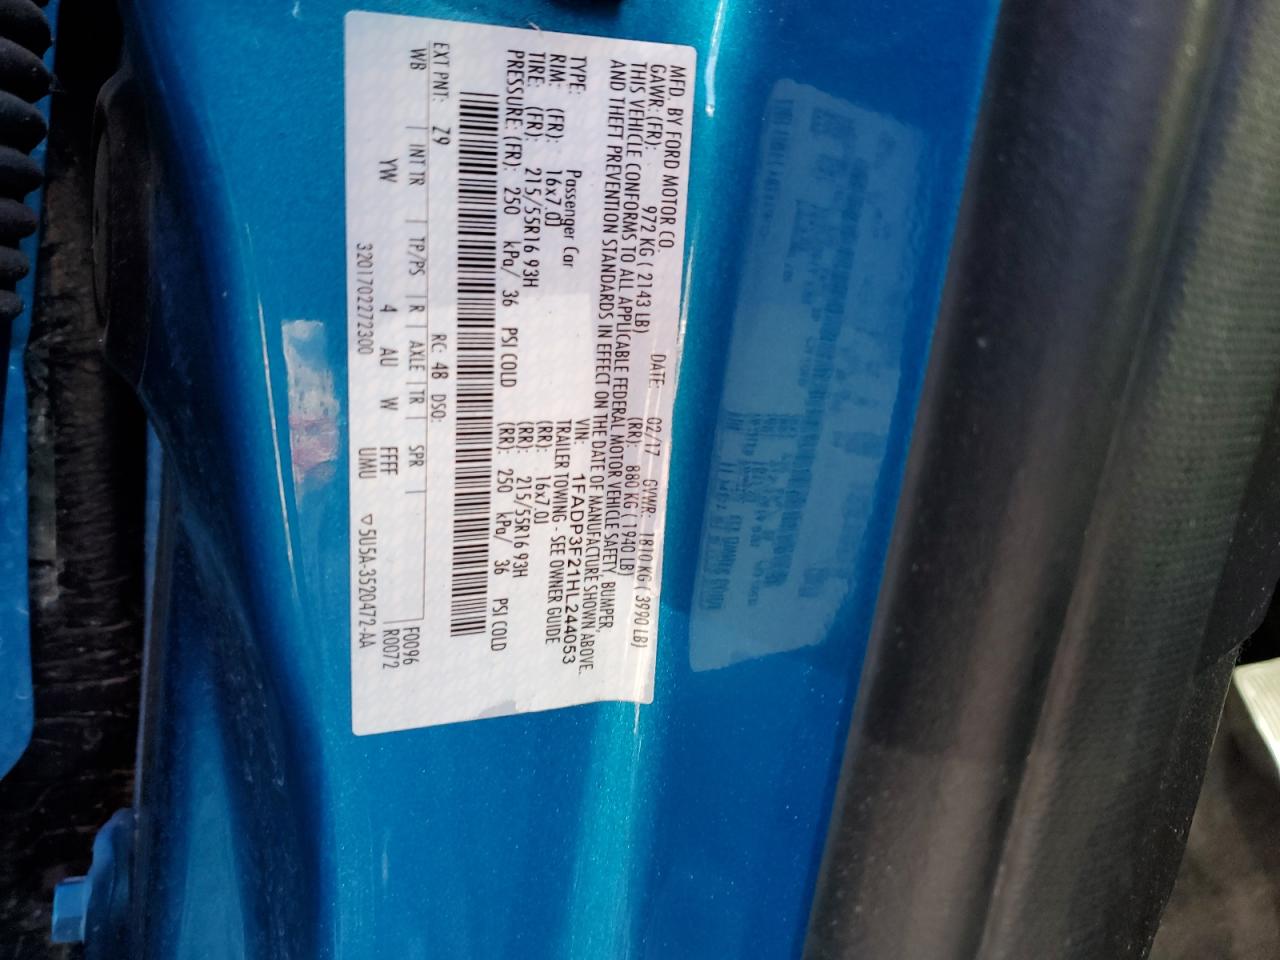 MFD. BY FORD MOTOR CO.
DATE: 02/17 GVWR: 1810 KG ( 3990 LB)
GAWR: (FR): 972 KG ( 2143 LB) (RR): 880 KG ( 1940 LB)
THIS VEHICLE CONFORMS TO ALL APPLICABLE FEDERAL MOTOR VEHICLE SAFETY, BUMPER,
AND THEFT PREVENTION STANDARDS IN EFFECT ON THE DATE OF MANUFACTURE SHOWN ABOVE.
VIN: 1FADP3F21HL244053
TYPE: Passenger Car TRAILER TOWING - SEE OWNER GUIDE
RIM: (FR): 16x7.0J (RR): 16x7.0J
TIRE: (FR): 215/55R16 93H (RR): 215/55R16 93H
PRESSURE: (FR): 250 kPa/ 36 PSI COLD (RR): 250 kPa/ 36 PSI COLD
EXT PNT: Z9 RC: 48 DSO: F0096
WB | INT TR | TP/PS | R | AXLE | TR | SPR | R0072
YW 4 AU W FFFF UMU
3201702272300 ▽5U5A-3520472-AA